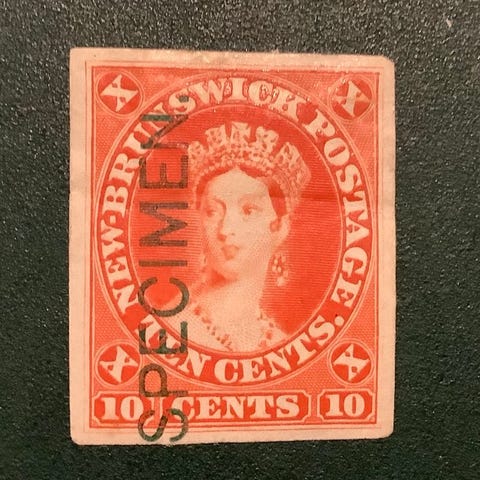 X X
NEW-BRUNSWICK POSTAGE.
TEN CENTS.
SPECIMEN.
X X
10 CENTS 10